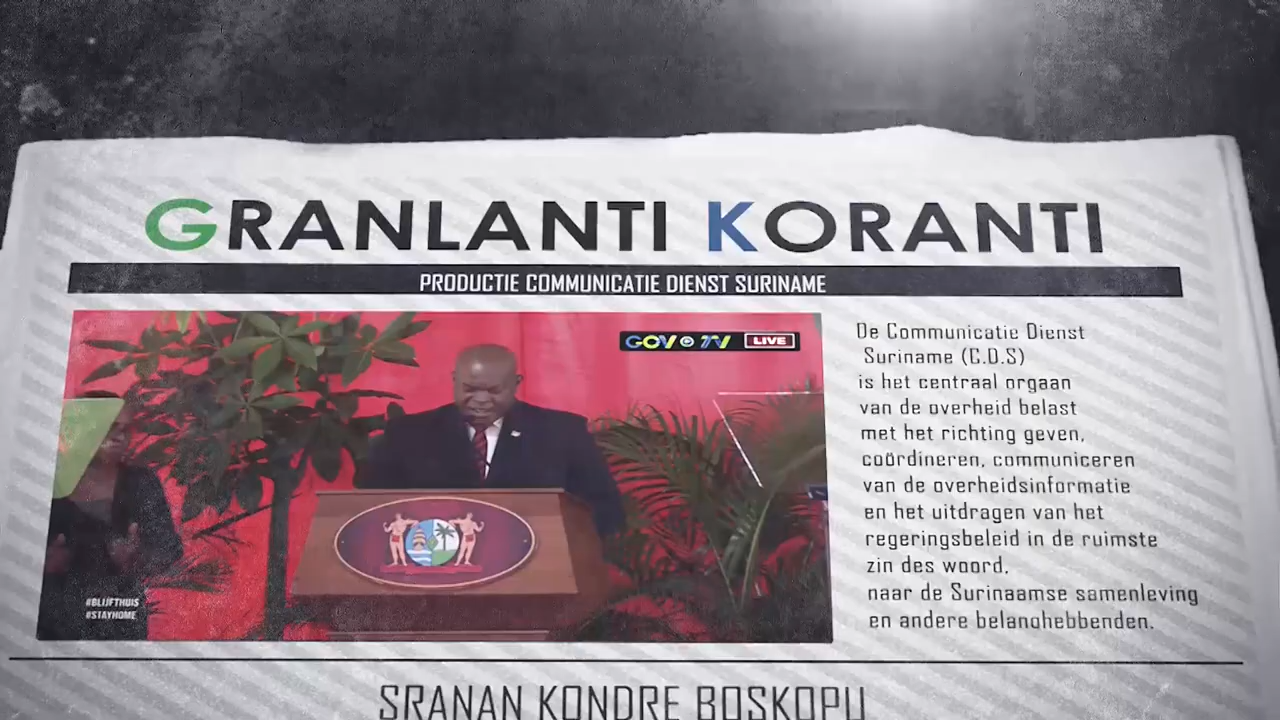 GRANLANTI KORANTI
PRODUCTIE COMMUNICATIE DIENST SURINAME
GOV TV LIVE
#BLIJFTHUIS
#STAYHOME
De Communicatie Dienst
Suriname (C.D.S)
is het centraal orgaan
van de overheid belast
met het richting geven,
coördineren, communiceren
van de overheidsinformatie
en het uitdragen van het
regeringsbeleid in de ruimste
zin des woord,
naar de Surinaamse samenleving
en andere belanghebbenden.
SRANAN KONDRE BOSKOPU